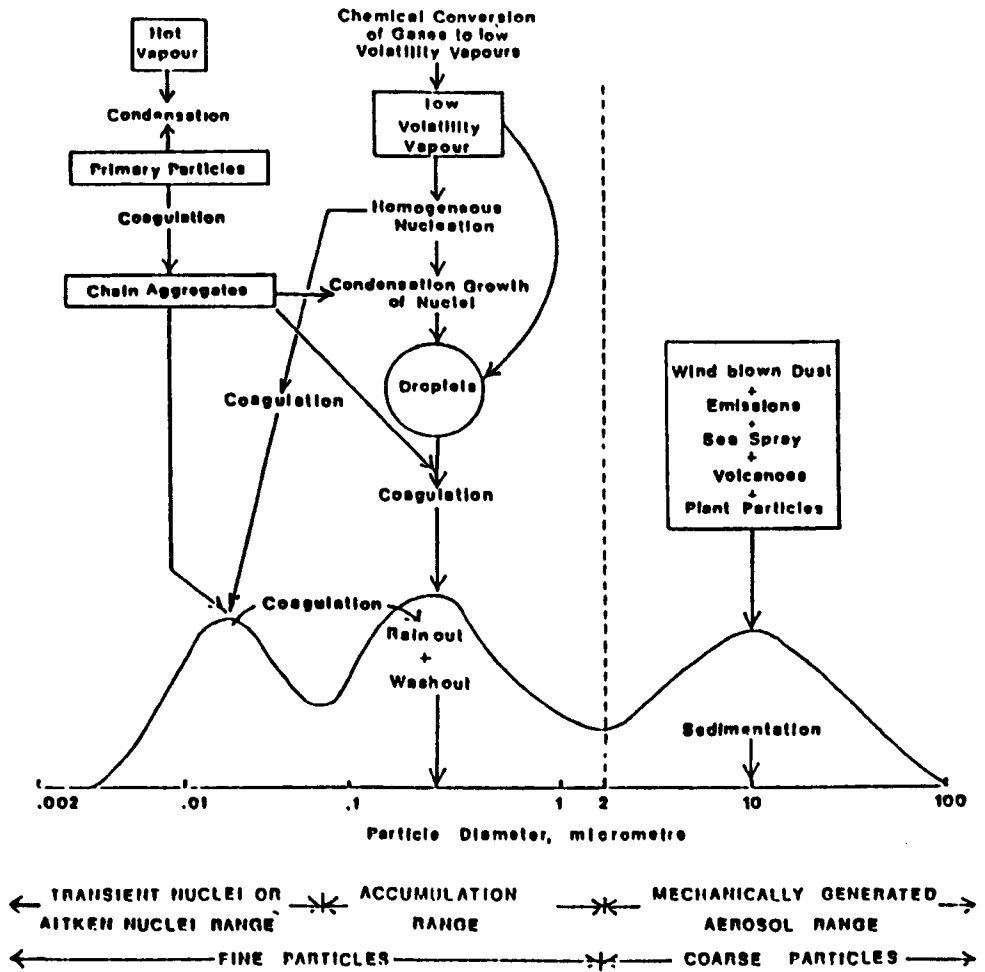 Hot
Vapour
Condensation
Primary Particles
Coagulation
Chain Aggregates
Chemical Conversion
of Gases to low
Volatility Vapours
low
Volatility
Vapour
Homogeneous
Nucleation
Condensation Growth
of Nuclei
Droplets
Coagulation
Coagulation
Coagulation
Rainout
+
Washout
Wind blown Dust
+
Emissions
+
Sea Spray
+
Volcanoes
+
Plant Particles
Sedimentation
.002 .01 .1 1 2 10 100
Particle Diameter, micrometre
TRANSIENT NUCLEI OR
AITKEN NUCLEI RANGE
ACCUMULATION
RANGE
MECHANICALLY GENERATED
AEROSOL RANGE
FINE PARTICLES
COARSE PARTICLES